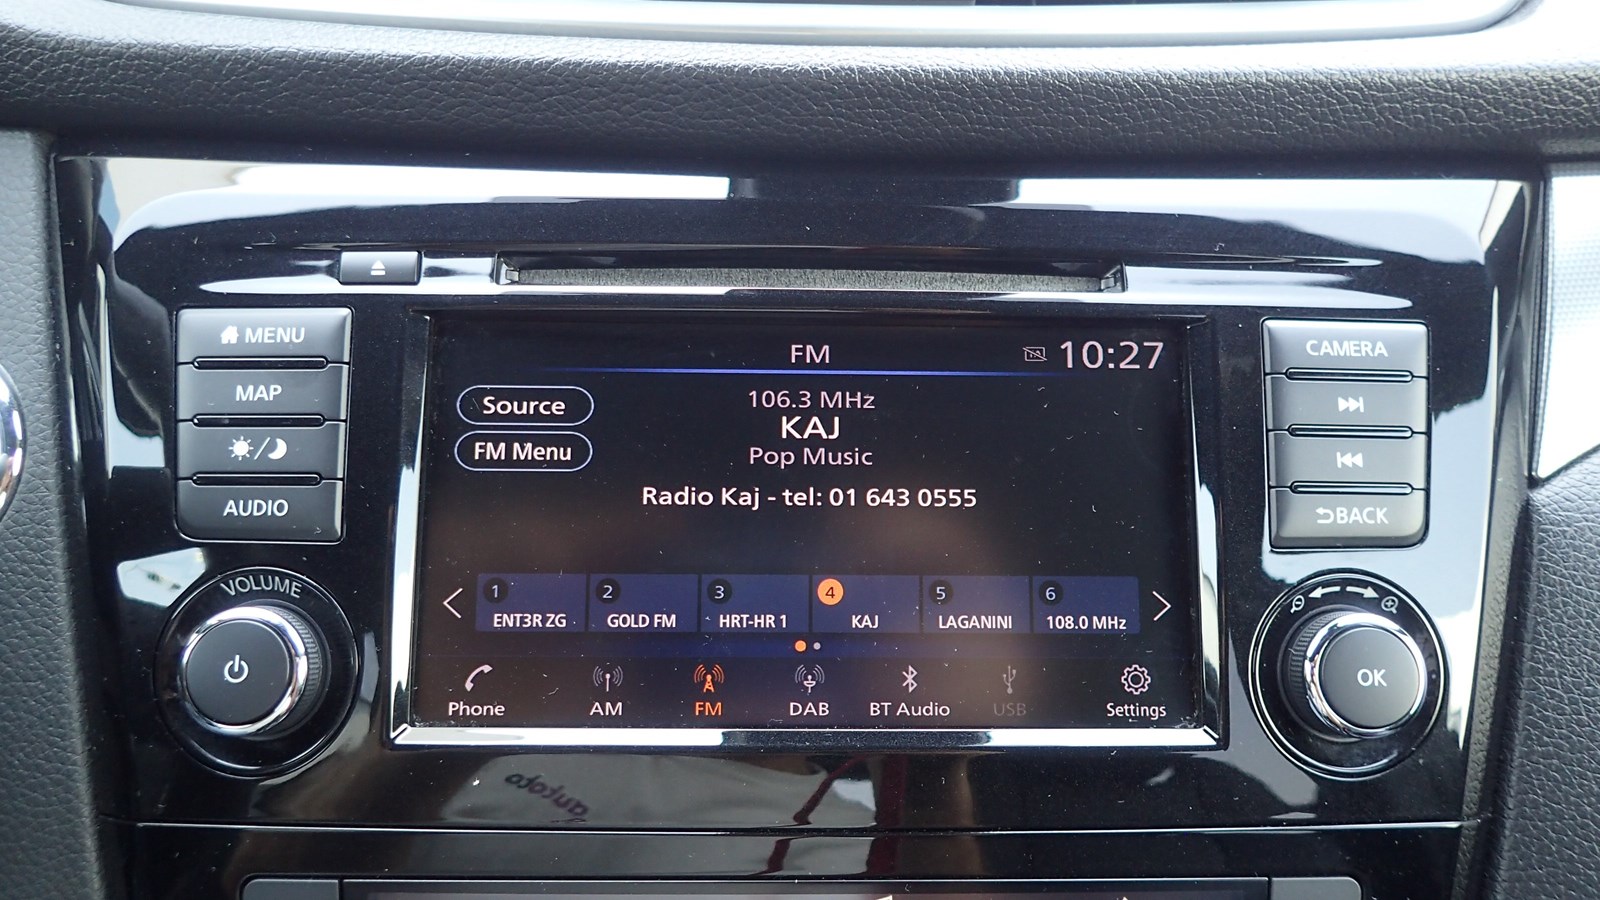 MENU
MAP
AUDIO
VOLUME
FM
10:27
Source
FM Menu
106.3 MHz
KAJ
Pop Music
Radio Kaj - tel: 01 643 0555
1
ENT3R ZG
2
GOLD FM
3
HRT-HR 1
4
KAJ
5
LAGANINI
6
108.0 MHz
Phone
AM
FM
DAB
BT Audio
USB
Settings
CAMERA
BACK
OK